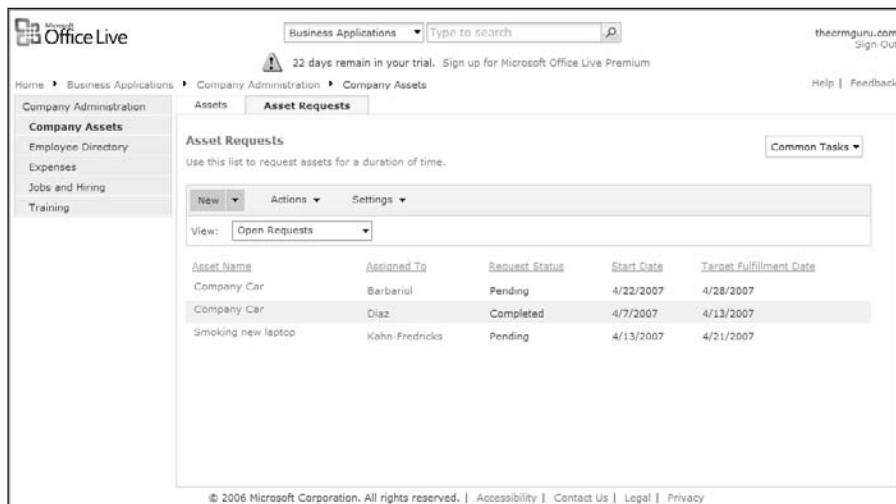 Microsoft
Office Live
Business Applications Type to search
thecrmguru.com
Sign Out
22 days remain in your trial. Sign up for Microsoft Office Live Premium
Home Business Applications Company Administration Company Assets
Help | Feedback
Company Administration
Company Assets
Employee Directory
Expenses
Jobs and Hiring
Training
Assets Asset Requests
Asset Requests
Use this list to request assets for a duration of time.
Common Tasks
New Actions Settings
View: Open Requests
Asset Name Assigned To Request Status Start Date Target Fulfillment Date
Company Car Barbariol Pending 4/22/2007 4/28/2007
Company Car Diaz Completed 4/7/2007 4/13/2007
Smoking new laptop Kahn-Fredricks Pending 4/13/2007 4/21/2007
© 2006 Microsoft Corporation. All rights reserved. | Accessibility | Contact Us | Legal | Privacy